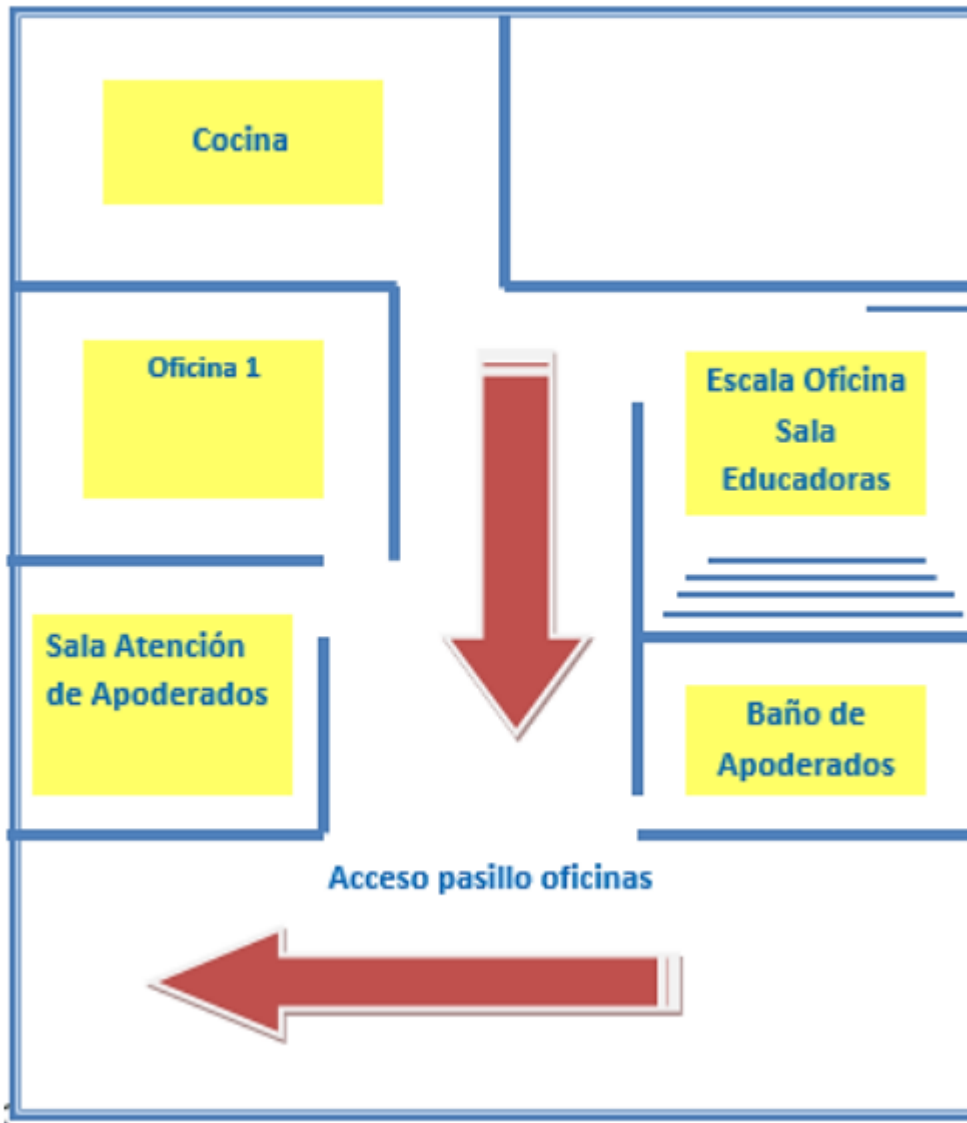 Cocina
Oficina 1
Escala Oficina
Sala
Educadoras
Sala Atención
de Apoderados
Baño de
Apoderados
Acceso pasillo oficinas